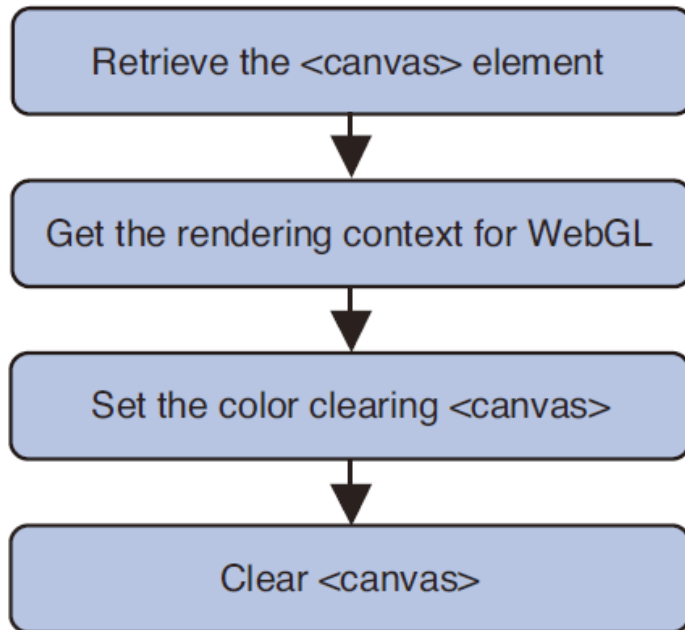 Retrieve the <canvas> element
Get the rendering context for WebGL
Set the color clearing <canvas>
Clear <canvas>